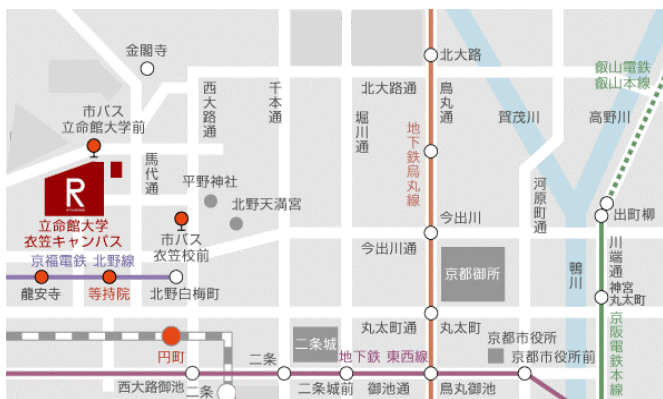 金閣寺
北大路
叡山電鉄
叡山本線
市バス
立命館大学前
西大路通
千本通
北大路通
堀川通
烏丸通
地下鉄烏丸線
賀茂川
高野川
馬代通
R
平野神社
北野天満宮
河原町通
立命館大学
衣笠キャンパス
市バス
衣笠校前
今出川
今出川通
出町柳
京福電鉄 北野線
龍安寺
等持院
北野白梅町
京都御所
鴨川
川端通
神宮
丸太町
丸太町通
丸太町
円町
二条城
京都市役所
京都市役所前
京阪電鉄本線
二条
地下鉄 東西線
西大路御池
二条
二条城前
御池通
烏丸御池